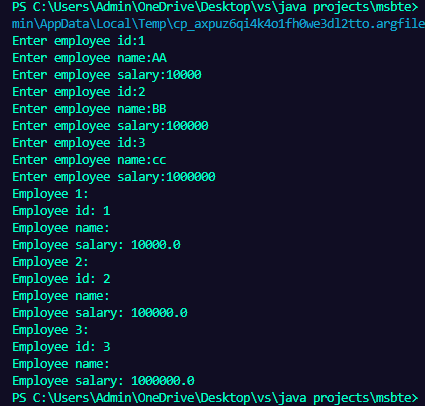 PS C:\Users\Admin\OneDrive\Desktop\vs\java projects\msbte>
min\AppData\Local\Temp\cp_axpuz6qi4k4o1fh0we3dl2tto.argfile
Enter employee id:1
Enter employee name:AA
Enter employee salary:10000
Enter employee id:2
Enter employee name:BB
Enter employee salary:100000
Enter employee id:3
Enter employee name:cc
Enter employee salary:1000000
Employee 1:
Employee id: 1
Employee name:
Employee salary: 10000.0
Employee 2:
Employee id: 2
Employee name:
Employee salary: 100000.0
Employee 3:
Employee id: 3
Employee name:
Employee salary: 1000000.0
PS C:\Users\Admin\OneDrive\Desktop\vs\java projects\msbte>